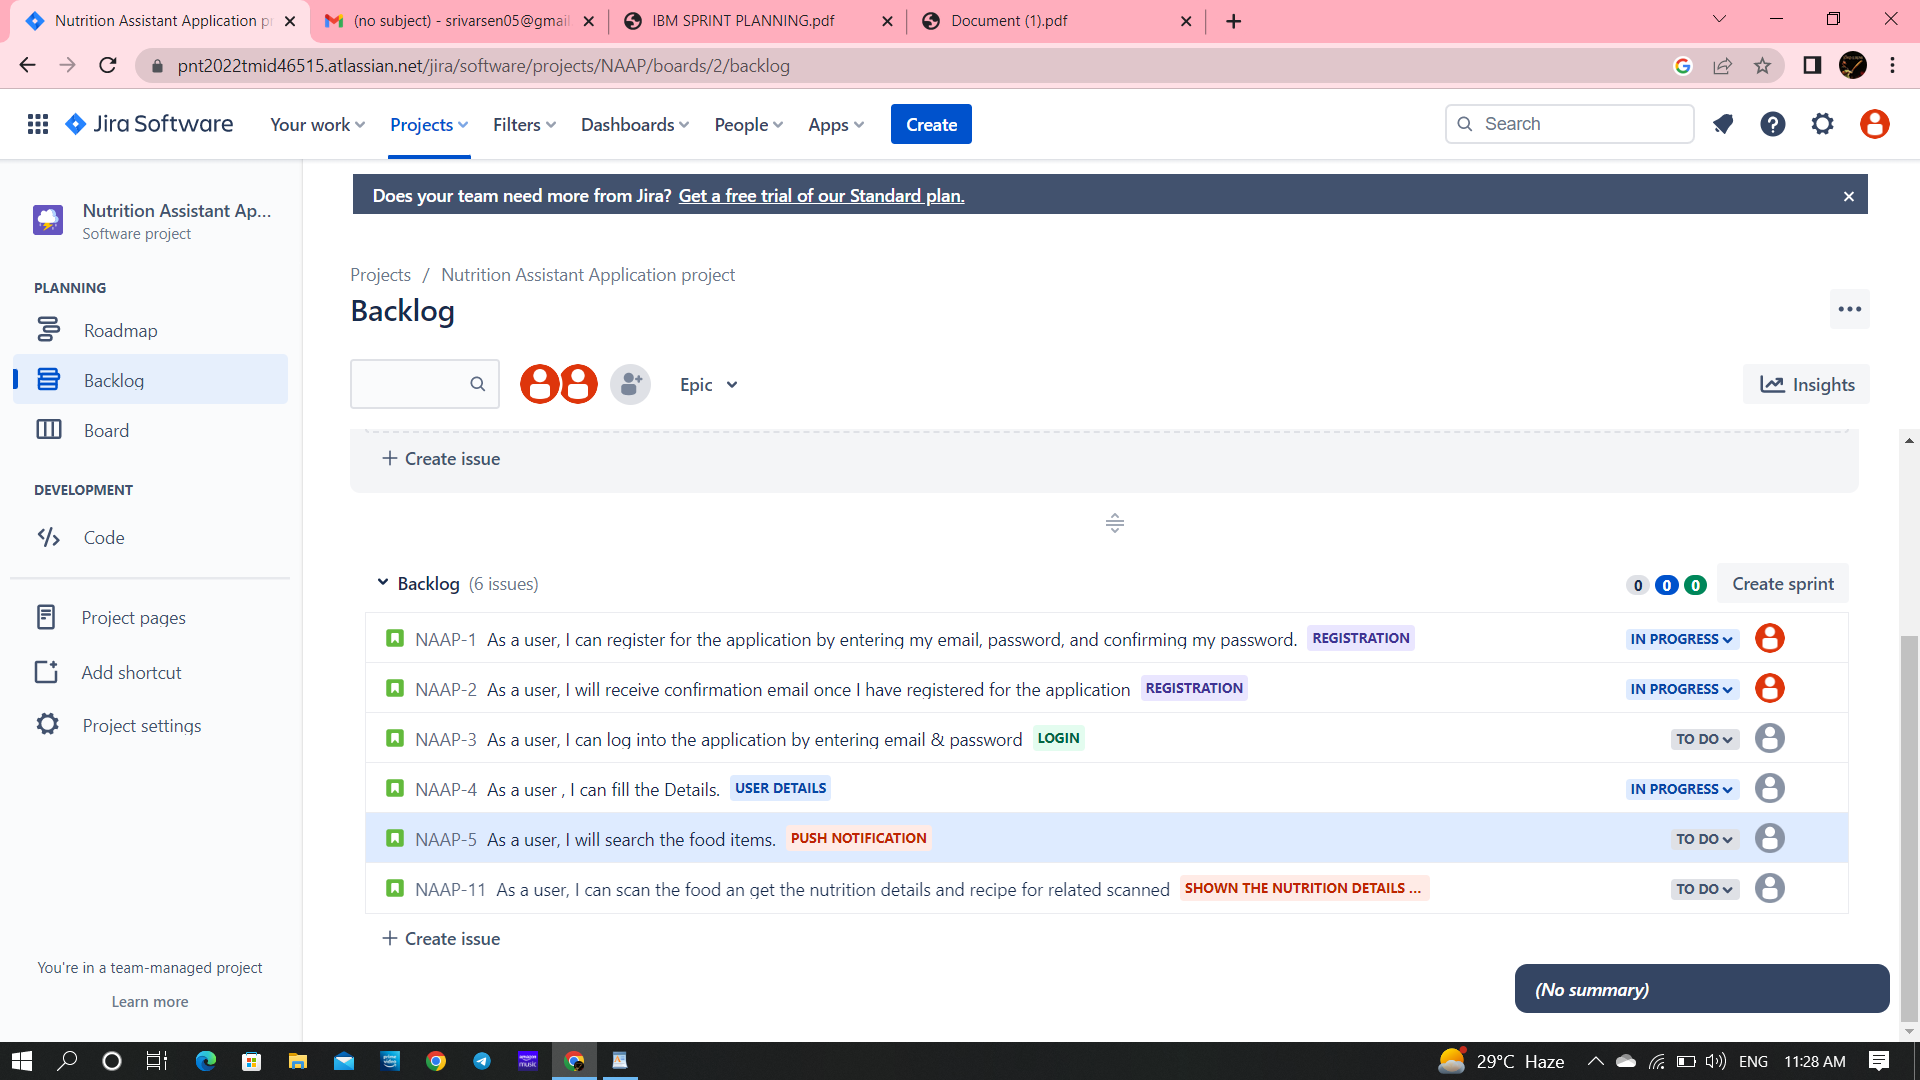 Nutrition Assistant Application pr
(no subject) - srivarsen05@gmail
IBM SPRINT PLANNING.pdf
Document (1).pdf
pnt2022tmid46515.atlassian.net/jira/software/projects/NAAP/boards/2/backlog
Jira Software
Your work
Projects
Filters
Dashboards
People
Apps
Create
Search
Nutrition Assistant Ap...
Software project
PLANNING
Roadmap
Backlog
Board
DEVELOPMENT
Code
Project pages
Add shortcut
Project settings
You're in a team-managed project
Learn more
Does your team need more from Jira? Get a free trial of our Standard plan.
Projects / Nutrition Assistant Application project
Backlog
Epic
Insights
+ Create issue
Backlog (6 issues)
0 0 0 Create sprint
NAAP-1 As a user, I can register for the application by entering my email, password, and confirming my password. REGISTRATION IN PROGRESS
NAAP-2 As a user, I will receive confirmation email once I have registered for the application REGISTRATION IN PROGRESS
NAAP-3 As a user, I can log into the application by entering email & password LOGIN TO DO
NAAP-4 As a user , I can fill the Details. USER DETAILS IN PROGRESS
NAAP-5 As a user, I will search the food items. PUSH NOTIFICATION TO DO
NAAP-11 As a user, I can scan the food an get the nutrition details and recipe for related scanned SHOWN THE NUTRITION DETAILS ... TO DO
+ Create issue
(No summary)
prime video
amazon music
29°C Haze
ENG
11:28 AM